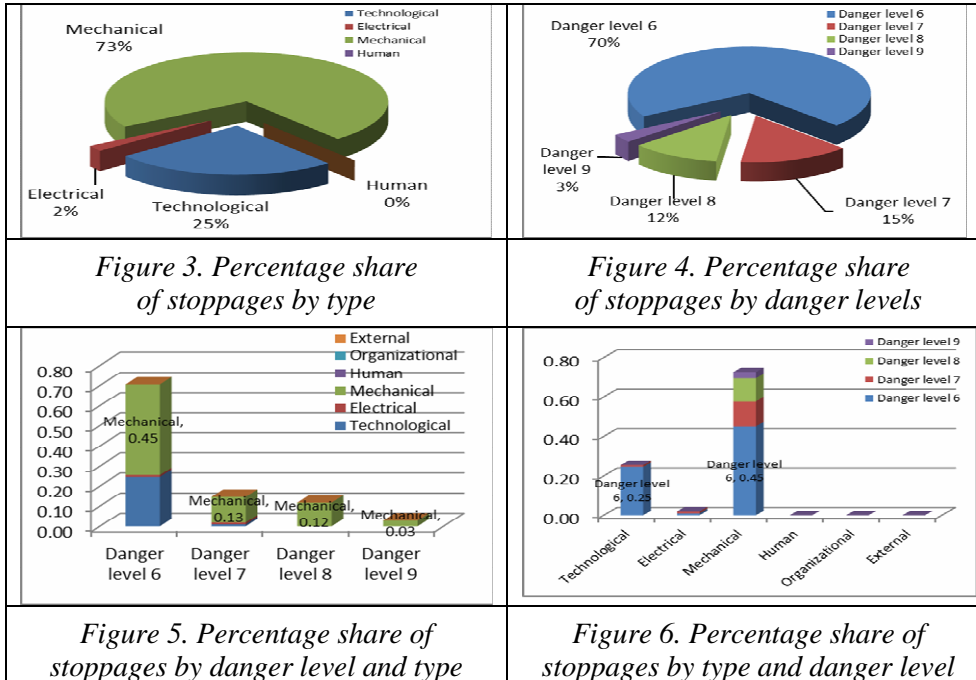 Mechanical
73%
Technological
Electrical
Mechanical
Human
Electrical
2%
Technological
25%
Human
0%
Danger level 6
70%
Danger level 6
Danger level 7
Danger level 8
Danger level 9
Danger
level 9
3%
Danger level 8
12%
Danger level 7
15%
Figure 3. Percentage share
of stoppages by type
Figure 4. Percentage share
of stoppages by danger levels
External
Organizational
Human
Mechanical
Electrical
Technological
0.80
0.70
0.60
0.50
0.40
0.30
0.20
0.10
0.00
Mechanical,
0.45
Mechanical,
0.13
Mechanical,
0.12
Mechanical,
0.03
Danger
level 6
Danger
level 7
Danger
level 8
Danger
level 9
Danger level 9
Danger level 8
Danger level 7
Danger level 6
0.80
0.60
0.40
0.20
0.00
Danger level
6, 0.25
Danger level
6, 0.45
Technological
Electrical
Mechanical
Human
Organizational
External
Figure 5. Percentage share of
stoppages by danger level and type
Figure 6. Percentage share of
stoppages by type and danger level